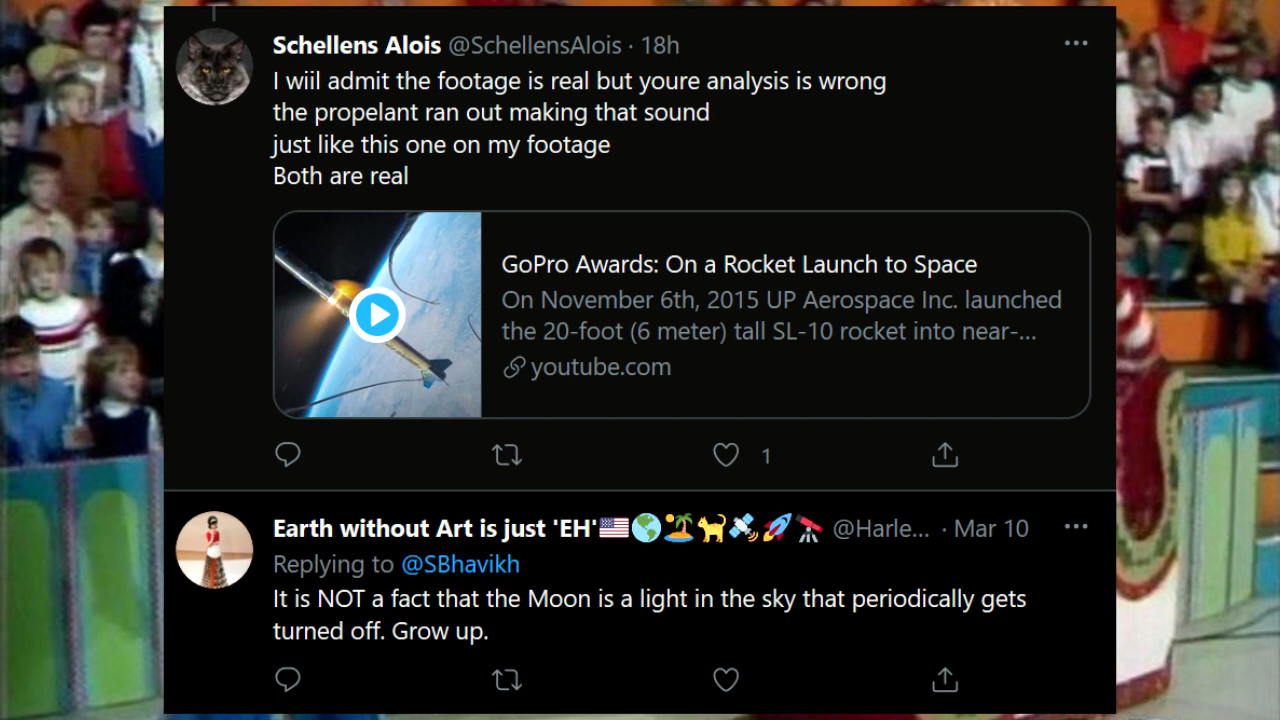 Schellens Alois @SchellensAlois · 18h
I wiil admit the footage is real but youre analysis is wrong
the propelant ran out making that sound
just like this one on my footage
Both are real
GoPro Awards: On a Rocket Launch to Space
On November 6th, 2015 UP Aerospace Inc. launched
the 20-foot (6 meter) tall SL-10 rocket into near-...
youtube.com
1
Earth without Art is just 'EH'🇺🇸🌎🏝🐈🛰🚀🔭 @Harle... · Mar 10
Replying to @SBhavikh
It is NOT a fact that the Moon is a light in the sky that periodically gets
turned off. Grow up.